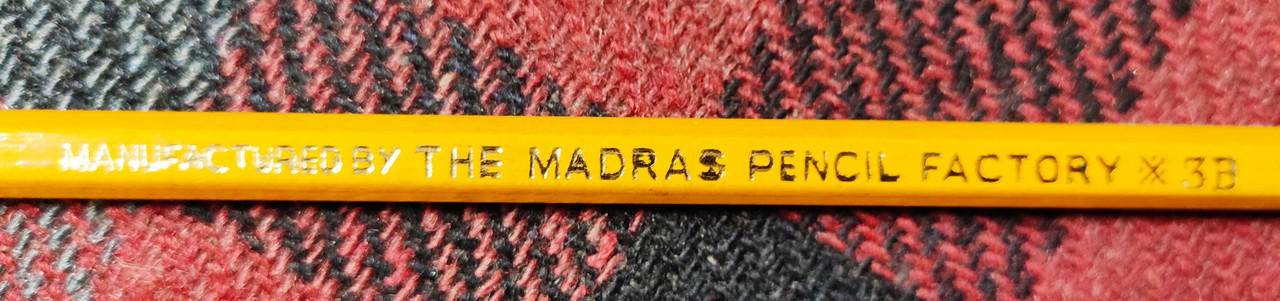 MANUFACTURED BY THE MADRAS PENCIL FACTORY ※ 3B